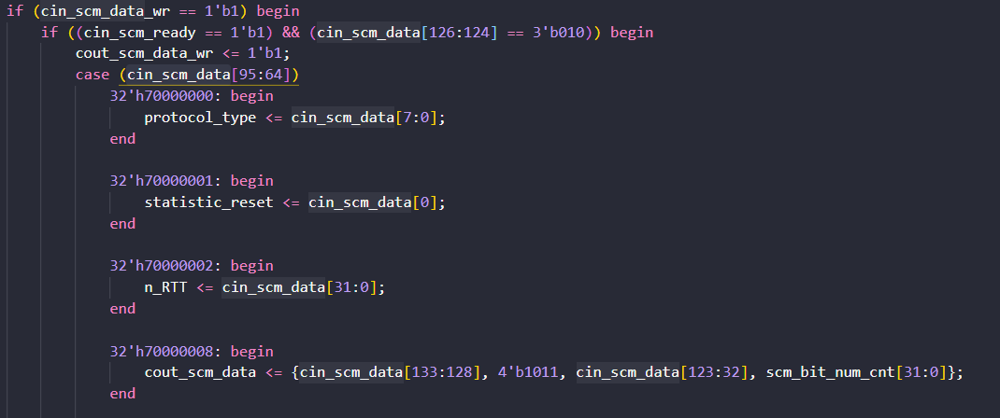 if (cin_scm_data_wr == 1'b1) begin
if ((cin_scm_ready == 1'b1) && (cin_scm_data[126:124] == 3'b010)) begin
cout_scm_data_wr <= 1'b1;
case (cin_scm_data[95:64])
32'h70000000: begin
protocol_type <= cin_scm_data[7:0];
end
32'h70000001: begin
statistic_reset <= cin_scm_data[0];
end
32'h70000002: begin
n_RTT <= cin_scm_data[31:0];
end
32'h70000008: begin
cout_scm_data <= {cin_scm_data[133:128], 4'b1011, cin_scm_data[123:32], scm_bit_num_cnt[31:0]};
end